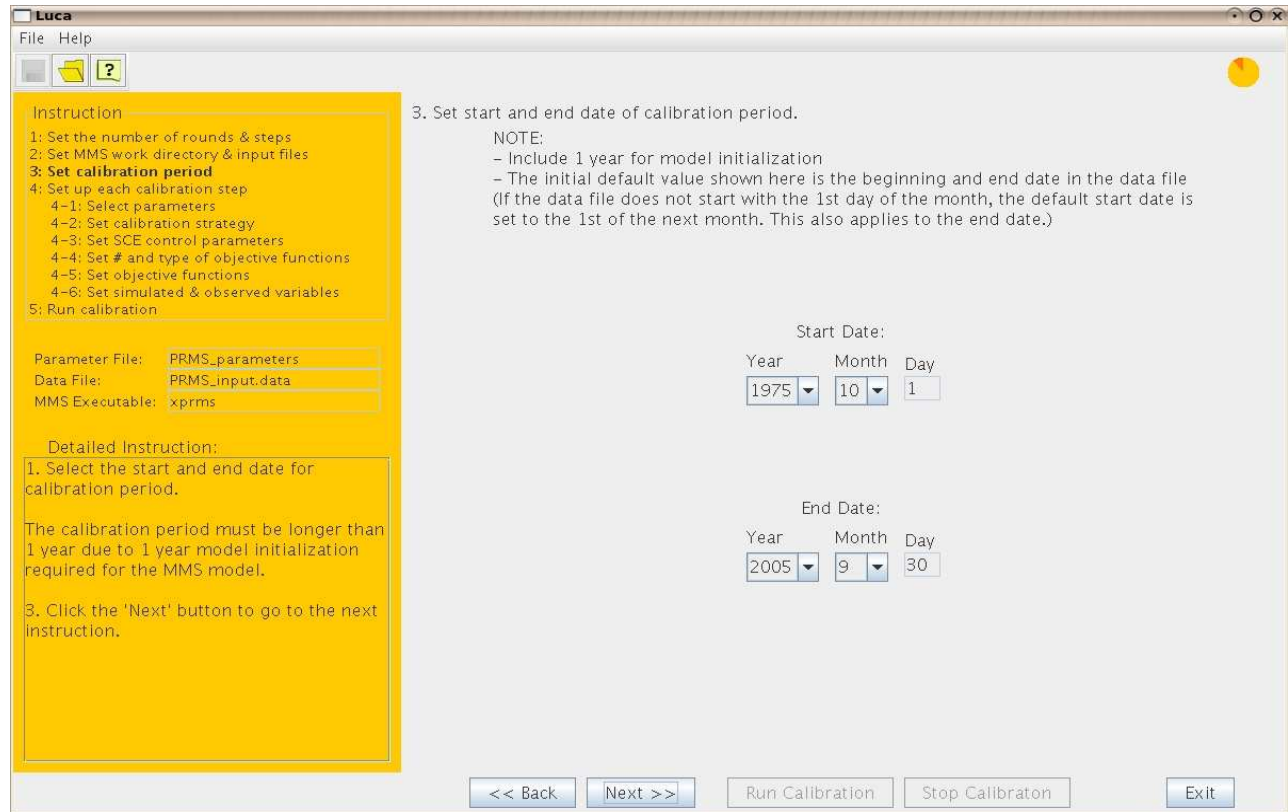 Luca
File Help
?
Instruction
1: Set the number of rounds & steps
2: Set MMS work directory & input files
3: Set calibration period
4: Set up each calibration step
4-1: Select parameters
4-2: Set calibration strategy
4-3: Set SCE control parameters
4-4: Set # and type of objective functions
4-5: Set objective functions
4-6: Set simulated & observed variables
5: Run calibration
Parameter File: PRMS_parameters
Data File: PRMS_input.data
MMS Executable: xprms
Detailed Instruction:
1. Select the start and end date for
calibration period.
The calibration period must be longer than
1 year due to 1 year model initialization
required for the MMS model.
3. Click the 'Next' button to go to the next
instruction.
3. Set start and end date of calibration period.
NOTE:
– Include 1 year for model initialization
– The initial default value shown here is the beginning and end date in the data file
(If the data file does not start with the 1st day of the month, the default start date is
set to the 1st of the next month. This also applies to the end date.)
Start Date:
Year Month Day
1975 10 1
End Date:
Year Month Day
2005 9 30
<< Back Next >> Run Calibration Stop Calibraton Exit